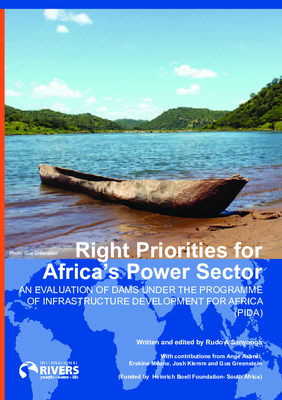 Photo: Gus Greenstein
Right Priorities for
Africa's Power Sector
AN EVALUATION OF DAMS UNDER THE PROGRAMME
OF INFRASTRUCTURE DEVELOPMENT FOR AFRICA
(PIDA)
Written and edited by Rudo A Sanyanga
With contributions from Ange Asanzi,
Erskine Mlone, Josh Klemm and Gus Greenstein
(Funded by Heinrich Boell Foundation- South Africa)
INTERNATIONAL
RIVERS
people • water • life